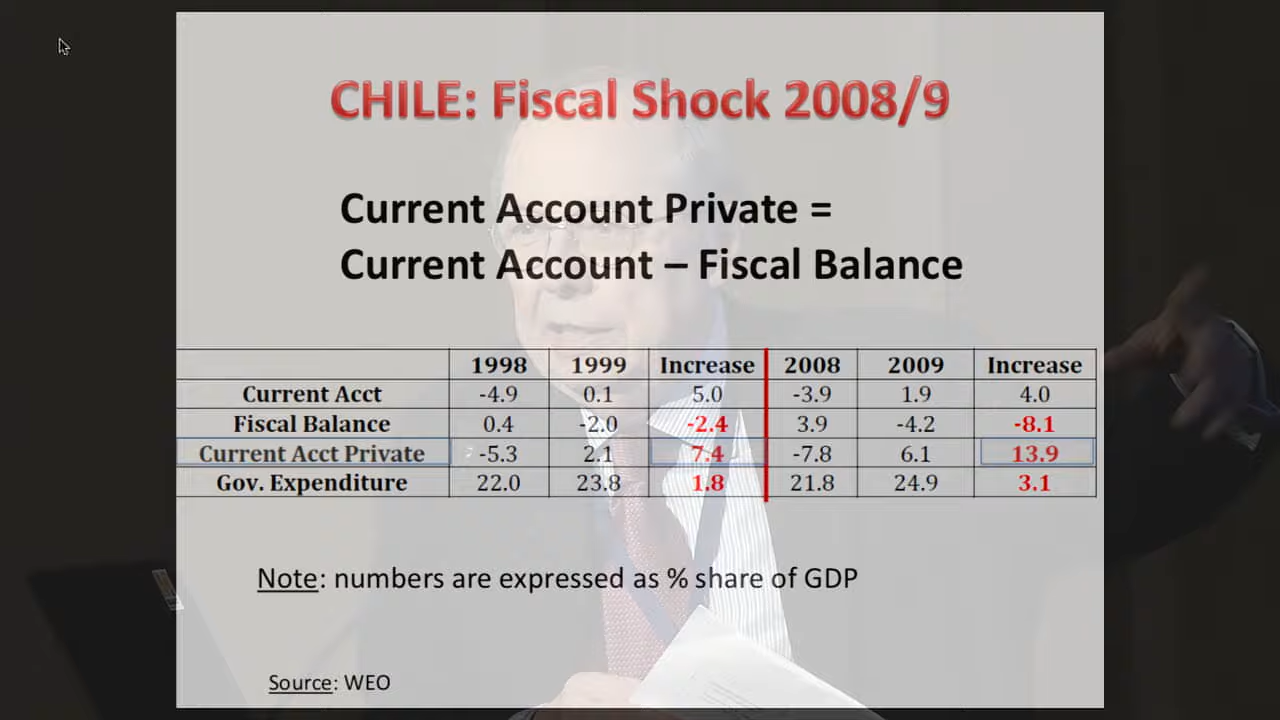 CHILE: Fiscal Shock 2008/9
Current Account Private =
Current Account – Fiscal Balance
1998 1999 Increase 2008 2009 Increase
Current Acct -4.9 0.1 5.0 -3.9 1.9 4.0
Fiscal Balance 0.4 -2.0 -2.4 3.9 -4.2 -8.1
Current Acct Private -5.3 2.1 7.4 -7.8 6.1 13.9
Gov. Expenditure 22.0 23.8 1.8 21.8 24.9 3.1
Note: numbers are expressed as % share of GDP
Source: WEO